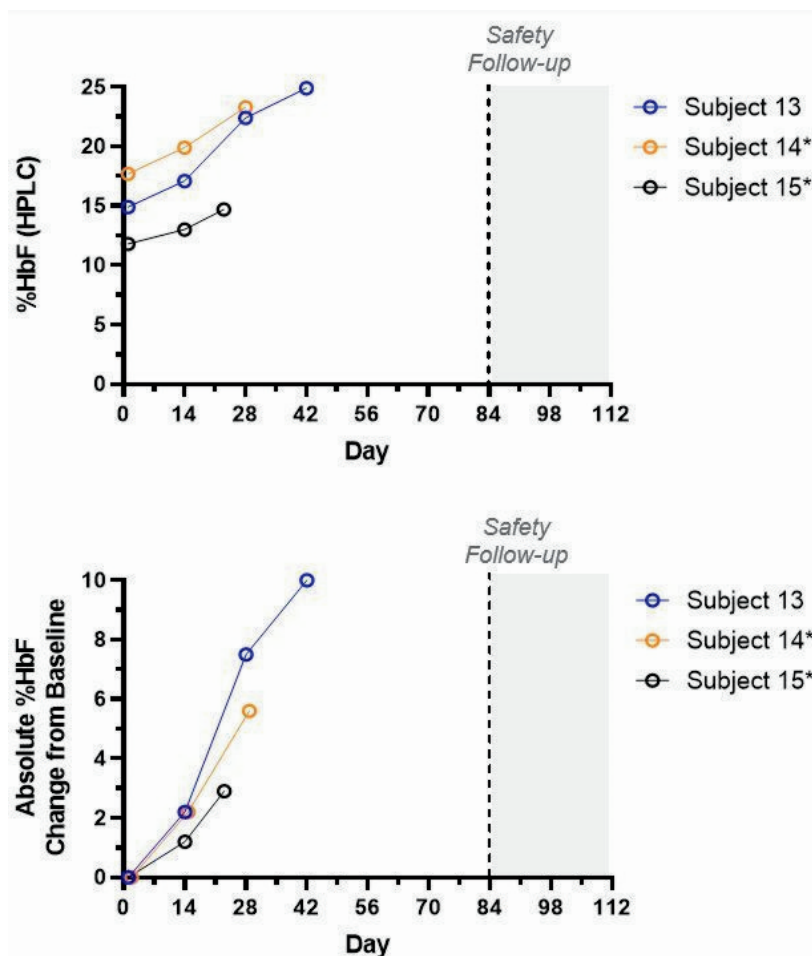 Safety
Follow-up
25
20
15
10
5
0
%HbF (HPLC)
0 14 28 42 56 70 84 98 112
Day
Subject 13
Subject 14*
Subject 15*
Safety
Follow-up
10
8
6
4
2
0
Absolute %HbF
Change from Baseline
0 14 28 42 56 70 84 98 112
Day
Subject 13
Subject 14*
Subject 15*